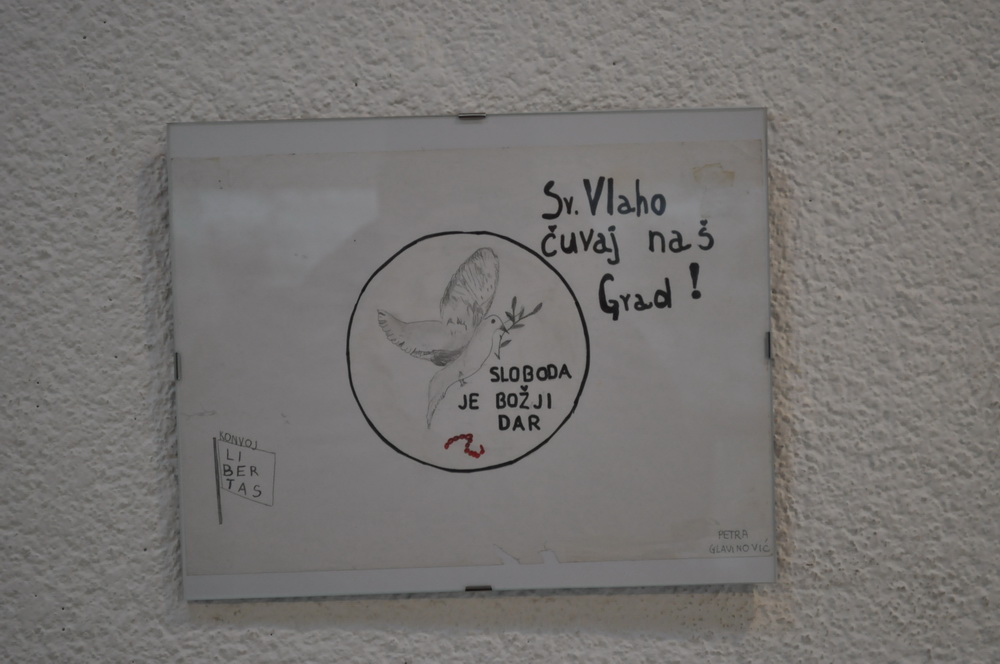 Sv. Vlaho
čuvaj naš
Grad!
SLOBODA
JE BOŽJI
DAR
KONVOJ
LI
BER
TAS
PETRA
GLAVINOVIĆ